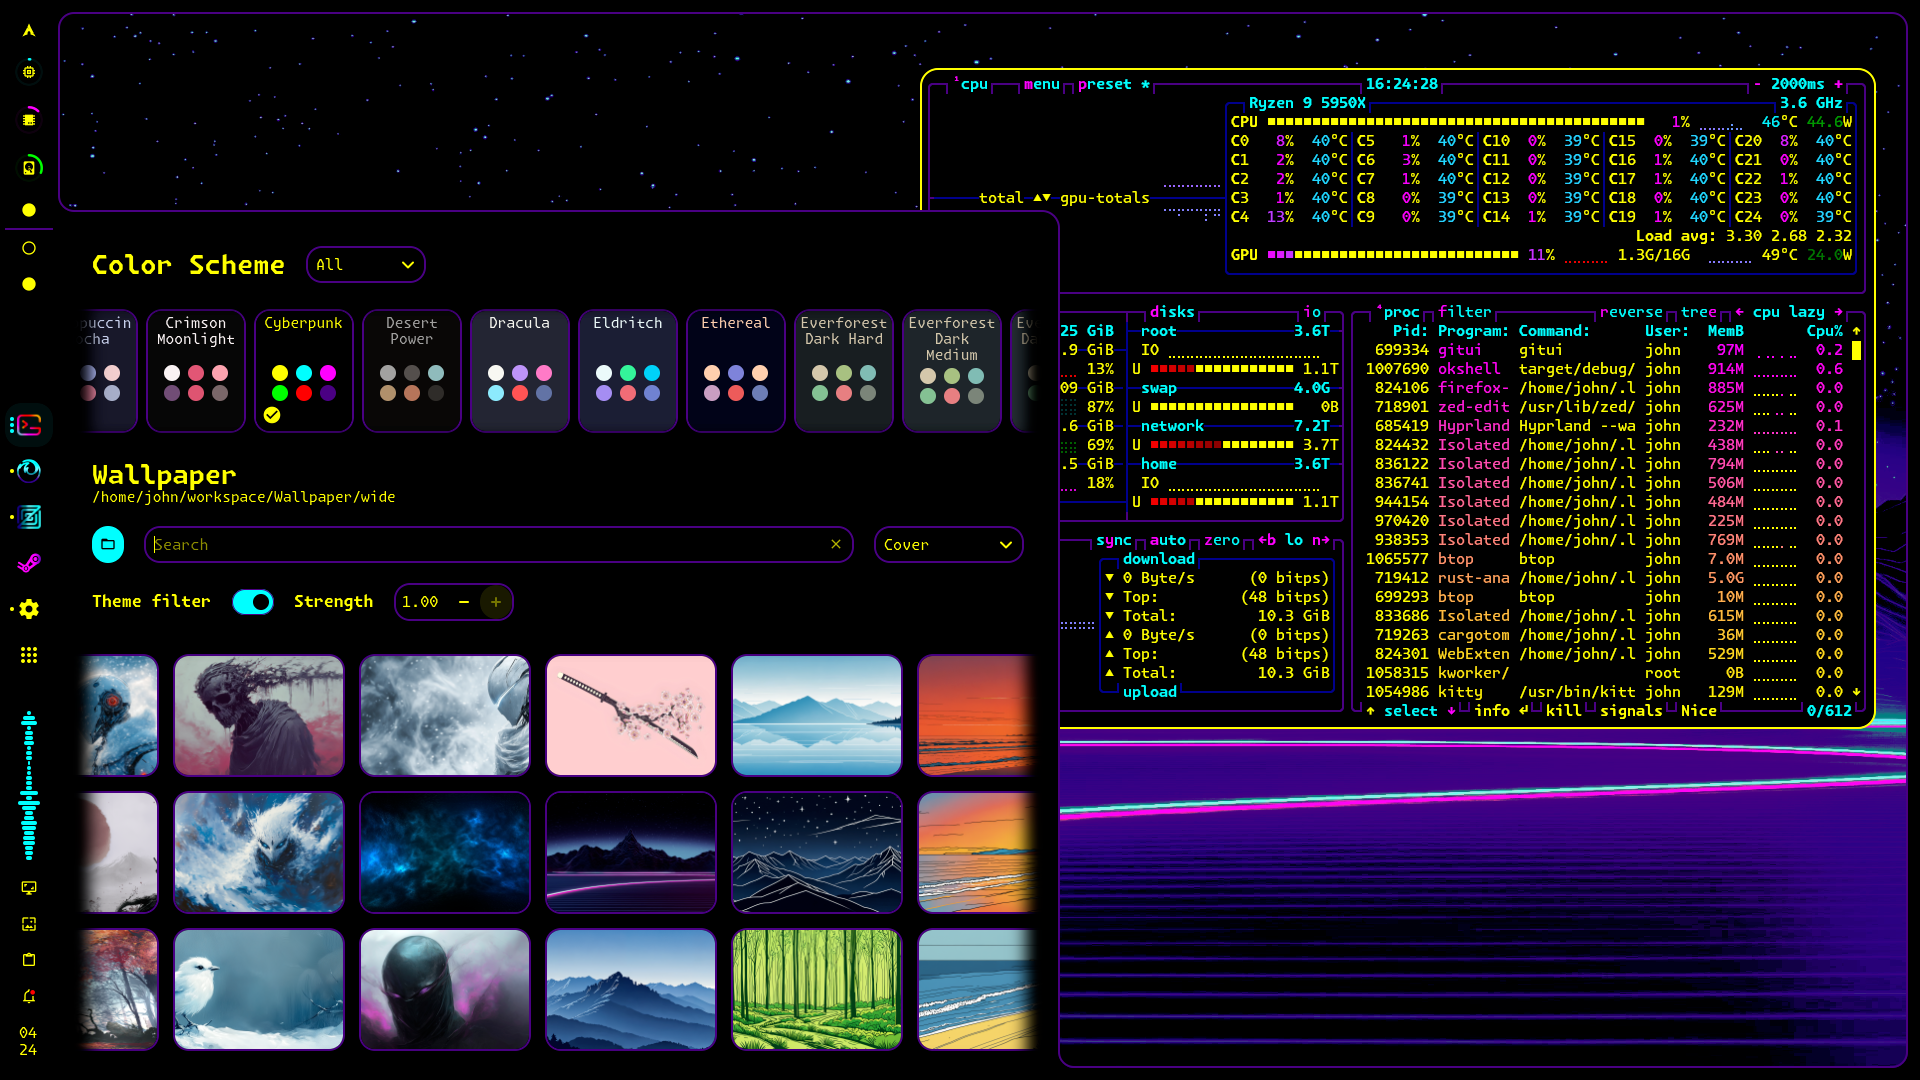 Color Scheme All
puccin
ocha
Crimson
Moonlight
Cyberpunk
Desert
Power
Dracula
Eldritch
Ethereal
Everforest
Dark Hard
Everforest
Dark
Medium
Wallpaper
/home/john/workspace/Wallpaper/wide
Search
Cover
Theme filter Strength 1.00 − +
04
24
¹cpu menu preset * 16:24:28 - 2000ms +
Ryzen 9 5950X 3.6 GHz
CPU 1% 46°C 44.6W
C0 8% 40°C C5 1% 40°C C10 0% 39°C C15 0% 39°C C20 8% 40°C
C1 2% 40°C C6 3% 40°C C11 0% 39°C C16 1% 40°C C21 0% 40°C
C2 2% 40°C C7 1% 40°C C12 0% 39°C C17 1% 40°C C22 1% 40°C
C3 1% 40°C C8 0% 39°C C13 0% 39°C C18 0% 40°C C23 0% 40°C
C4 13% 40°C C9 0% 39°C C14 1% 39°C C19 1% 40°C C24 0% 39°C
total ▲▼ gpu-totals
Load avg: 3.30 2.68 2.32
GPU 11% 1.3G/16G 49°C 24.0W
25 GiB
.9 GiB
13%
09 GiB
87%
.6 GiB
69%
.5 GiB
18%
disks io
root 3.6T
IO
U 1.1T
swap 4.0G
U 0B
network 7.2T
U 3.7T
home 3.6T
IO
U 1.1T
sync auto zero ←b lo n→
download
▼ 0 Byte/s (0 bitps)
▼ Top: (48 bitps)
▼ Total: 10.3 GiB
▲ 0 Byte/s (0 bitps)
▲ Top: (48 bitps)
▲ Total: 10.3 GiB
upload
⁴proc filter reverse tree ← cpu lazy →
Pid: Program: Command: User: MemB Cpu% ↑
699334 gitui gitui john 97M 0.2
1007690 okshell target/debug/ john 914M 0.6
824106 firefox- /home/john/.l john 885M 0.0
718901 zed-edit /usr/lib/zed/ john 625M 0.0
685419 Hyprland Hyprland --wa john 232M 0.1
824432 Isolated /home/john/.l john 438M 0.0
836122 Isolated /home/john/.l john 794M 0.0
836741 Isolated /home/john/.l john 506M 0.0
944154 Isolated /home/john/.l john 484M 0.0
970420 Isolated /home/john/.l john 225M 0.0
938353 Isolated /home/john/.l john 769M 0.0
1065577 btop btop john 7.0M 0.0
719412 rust-ana /home/john/.l john 5.0G 0.0
699293 btop btop john 10M 0.0
833686 Isolated /home/john/.l john 615M 0.0
719263 cargotom /home/john/.l john 36M 0.0
824301 WebExten /home/john/.l john 529M 0.0
1058315 kworker/ root 0B 0.0
1054986 kitty /usr/bin/kitt john 129M 0.0 ↓
↑ select ↓ info ↵ kill signals Nice 0/612